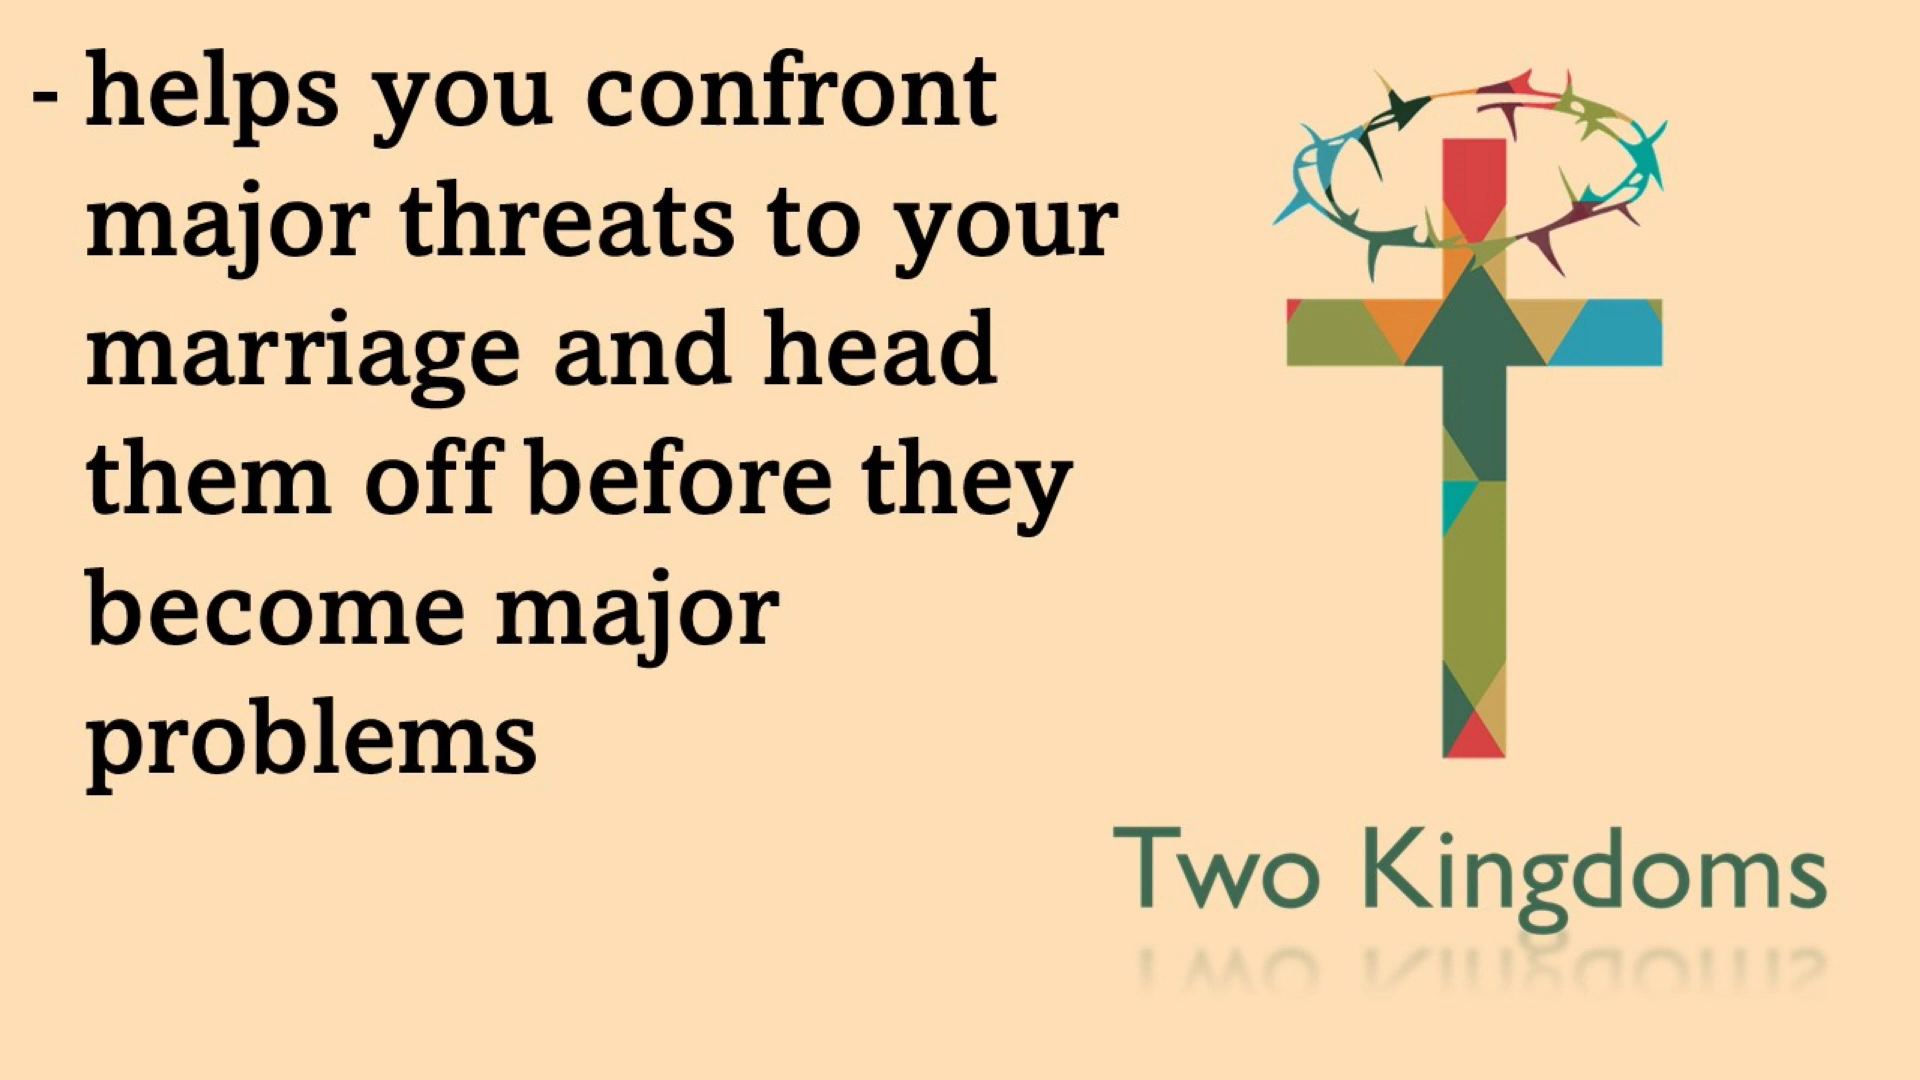 - helps you confront
major threats to your
marriage and head
them off before they
become major
problems
Two Kingdoms